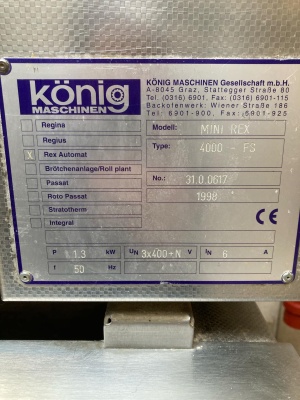 könig
MASCHINEN
KÖNIG MASCHINEN Gesellschaft m.b.H.
A-8045 Graz, Stattegger Straße 80
Tel. (0316) 6901, Fax (0316) 6901-115
Backofenwerk: Wiener Straße 186
Tel. 6901-900, Fax. 6901-925
Regina
Regius
X Rex Automat
Brötchenanlage/Roll plant
Passat
Roto Passat
Stratotherm
Integral
Modell: MINI REX
Type: 4000 - FS
No.: 31.0.0617
1998
CE
P 1,3 kW UN 3x400+N V IN 6 A
f 50 Hz